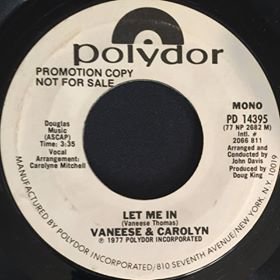 polydor
PROMOTION COPY
NOT FOR SALE
MONO
PD 14395
(77 NP 2682 M)
Intl. #
2066 811
Arranged and
Conducted by
John Davis
Produced by
Doug King
Douglas
Music
(ASCAP)
Time: 3:35
Vocal
Arrangement:
Carolyne Mitchell
LET ME IN
(Vaneese Thomas)
VANEESE & CAROLYN
℗ 1977 POLYDOR INCORPORATED
MANUFACTURED BY POLYDOR INCORPORATED/810 SEVENTH AVENUE/NEW YORK, N.Y. 10019